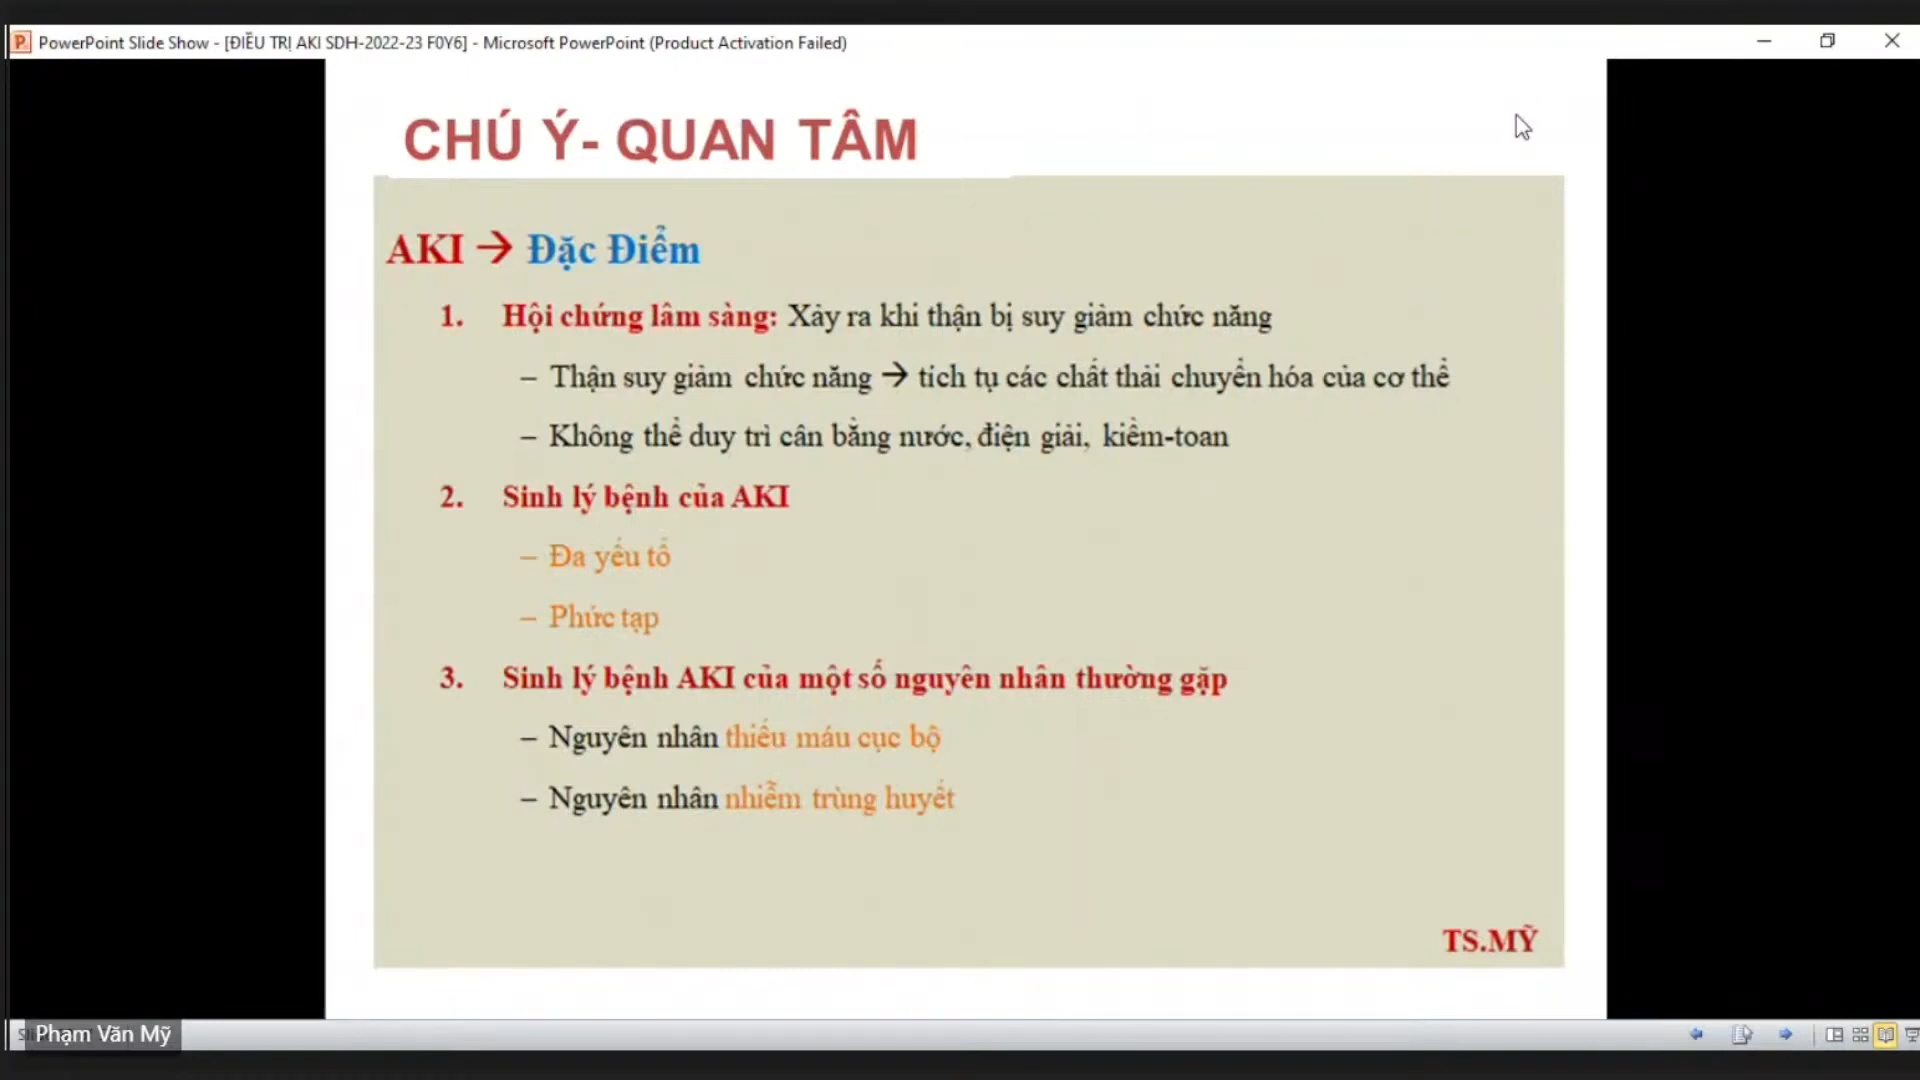 PowerPoint Slide Show - [ĐIỀU TRỊ AKI SDH-2022-23 F0Y6] - Microsoft PowerPoint (Product Activation Failed)
CHÚ Ý- QUAN TÂM
AKI → Đặc Điểm
1. Hội chứng lâm sàng: Xảy ra khi thận bị suy giảm chức năng
– Thận suy giảm chức năng → tích tụ các chất thải chuyển hóa của cơ thể
– Không thể duy trì cân bằng nước, điện giải, kiềm-toan
2. Sinh lý bệnh của AKI
– Đa yếu tố
– Phức tạp
3. Sinh lý bệnh AKI của một số nguyên nhân thường gặp
– Nguyên nhân thiếu máu cục bộ
– Nguyên nhân nhiễm trùng huyết
TS.MỸ
Phạm Văn Mỹ